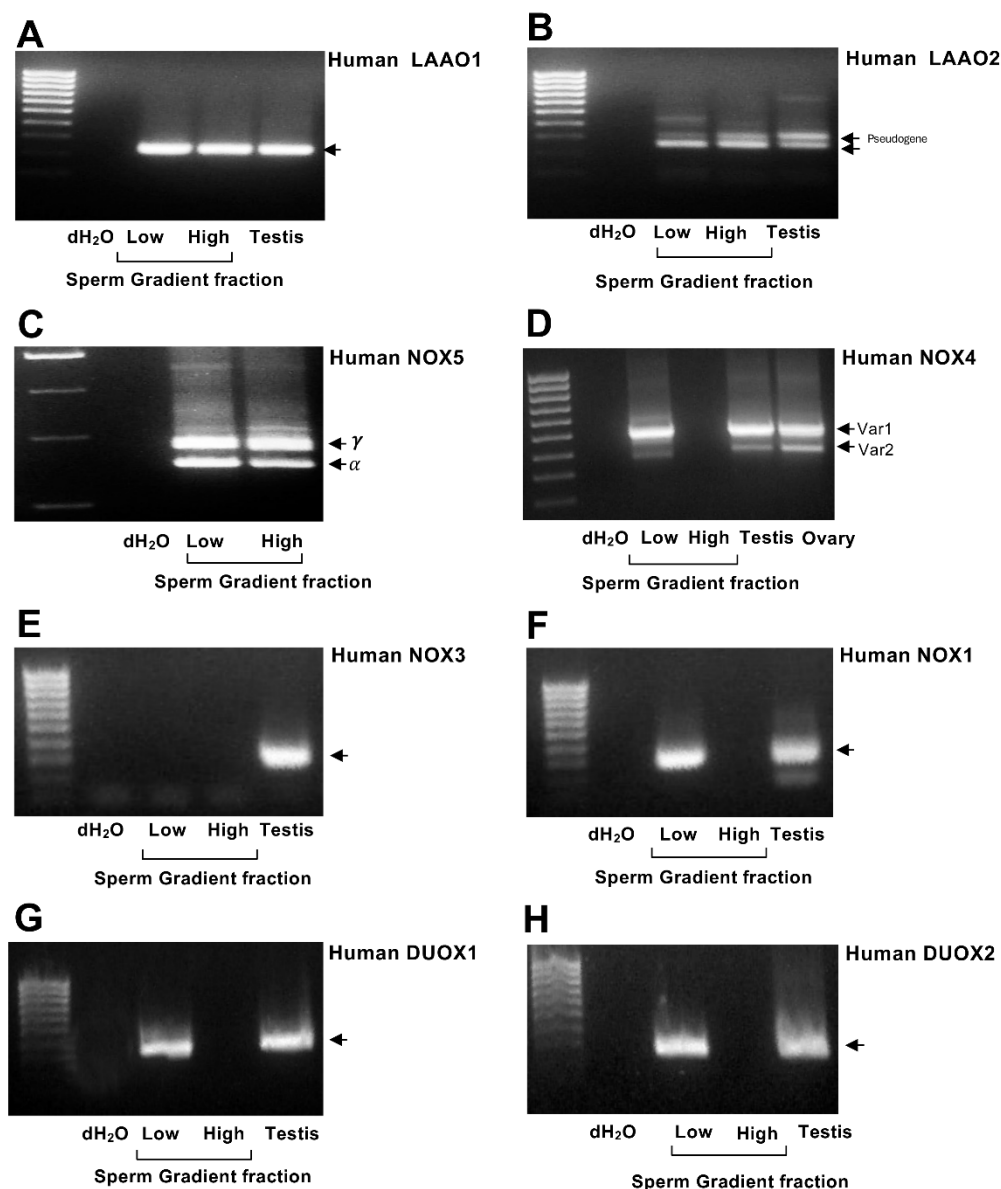 A
Human LAAO1
dH₂O Low High Testis
Sperm Gradient fraction
B
Human LAAO2
Pseudogene
dH₂O Low High Testis
Sperm Gradient fraction
C
Human NOX5
γ
α
dH₂O Low High
Sperm Gradient fraction
D
Human NOX4
Var1
Var2
dH₂O Low High Testis Ovary
Sperm Gradient fraction
E
Human NOX3
dH₂O Low High Testis
Sperm Gradient fraction
F
Human NOX1
dH₂O Low High Testis
Sperm Gradient fraction
G
Human DUOX1
dH₂O Low High Testis
Sperm Gradient fraction
H
Human DUOX2
dH₂O Low High Testis
Sperm Gradient fraction